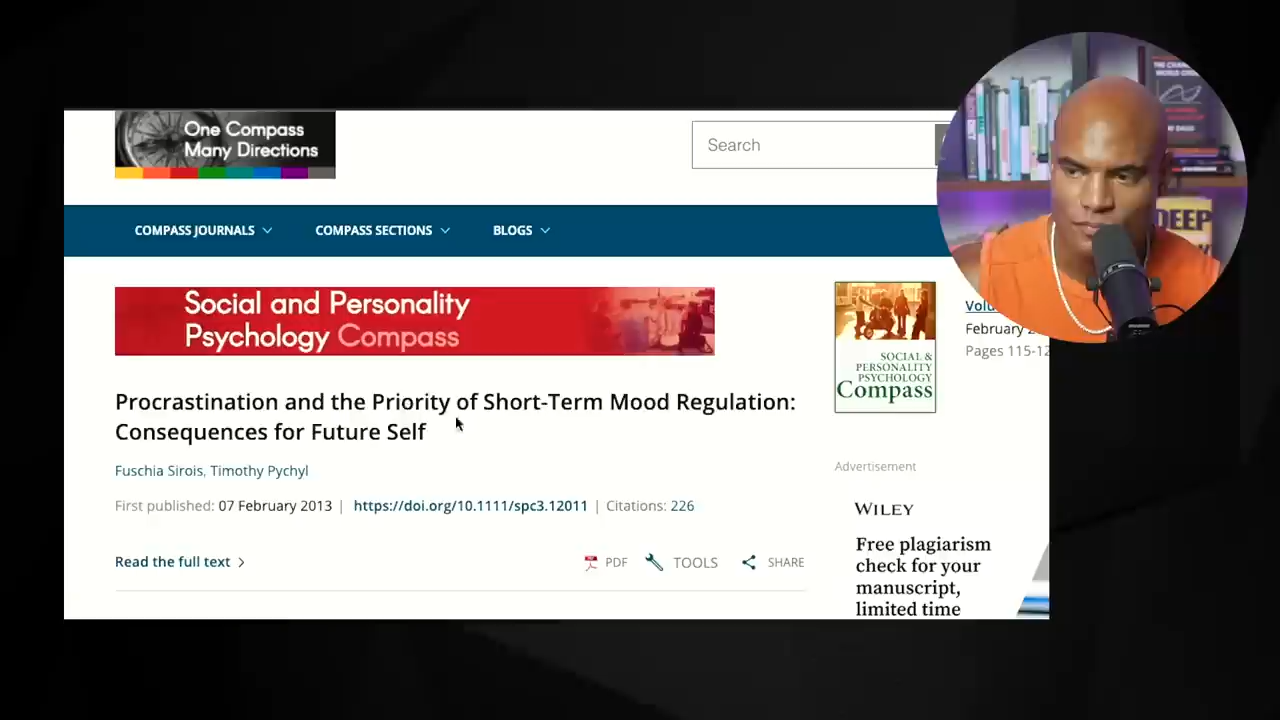 One Compass
Many Directions
Search
COMPASS JOURNALS
COMPASS SECTIONS
BLOGS
Social and Personality
Psychology Compass
SOCIAL &
PERSONALITY
PSYCHOLOGY
Compass
February
Pages 115-12
Procrastination and the Priority of Short-Term Mood Regulation:
Consequences for Future Self
Fuschia Sirois, Timothy Pychyl
First published: 07 February 2013 | https://doi.org/10.1111/spc3.12011 | Citations: 226
Read the full text
PDF
TOOLS
SHARE
Advertisement
WILEY
Free plagiarism
check for your
manuscript,
limited time
WORLD
DEEP